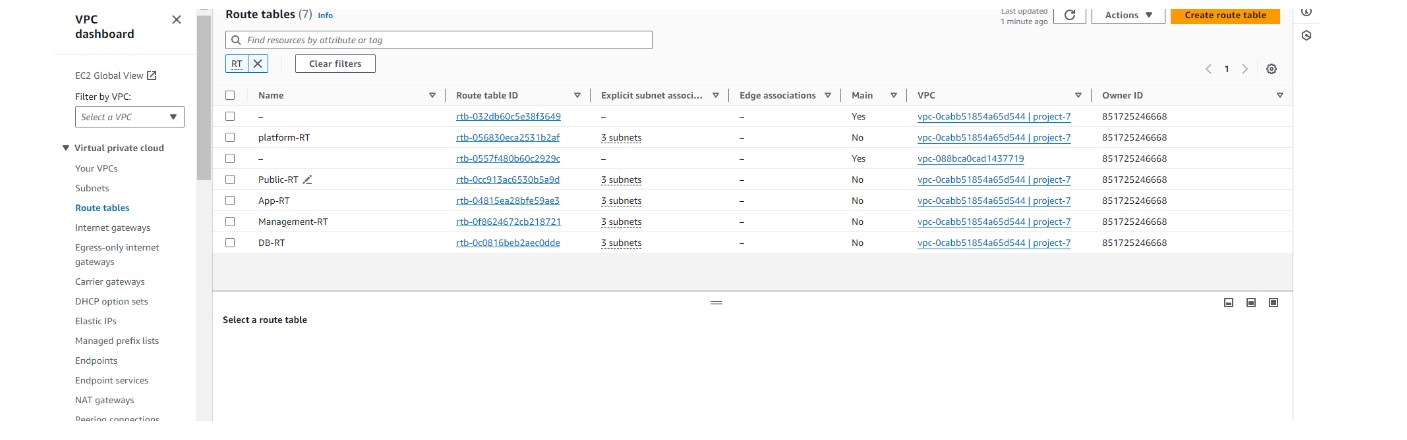 VPC dashboard
EC2 Global View
Filter by VPC:
Select a VPC
Virtual private cloud
Your VPCs
Subnets
Route tables
Internet gateways
Egress-only internet gateways
Carrier gateways
DHCP option sets
Elastic IPs
Managed prefix lists
Endpoints
Endpoint services
NAT gateways
Peering connections
Route tables (7) Info
Last updated 1 minute ago
Actions
Create route table
Find resources by attribute or tag
RT
Clear filters
1
Name Route table ID Explicit subnet associ... Edge associations Main VPC Owner ID
– rtb-032db60c5e38f3649 – – Yes vpc-0cabb51854a65d544 | project-7 851725246668
platform-RT rtb-056830eca2531b2af 3 subnets – No vpc-0cabb51854a65d544 | project-7 851725246668
– rtb-0557f480b60c2929c – – Yes vpc-088bca0cad1437719 851725246668
Public-RT rtb-0cc913ac6530b5a9d 3 subnets – No vpc-0cabb51854a65d544 | project-7 851725246668
App-RT rtb-04815ea28bfe59ae3 3 subnets – No vpc-0cabb51854a65d544 | project-7 851725246668
Management-RT rtb-0f8624672cb218721 3 subnets – No vpc-0cabb51854a65d544 | project-7 851725246668
DB-RT rtb-0c0816beb2aec0dde 3 subnets – No vpc-0cabb51854a65d544 | project-7 851725246668
Select a route table